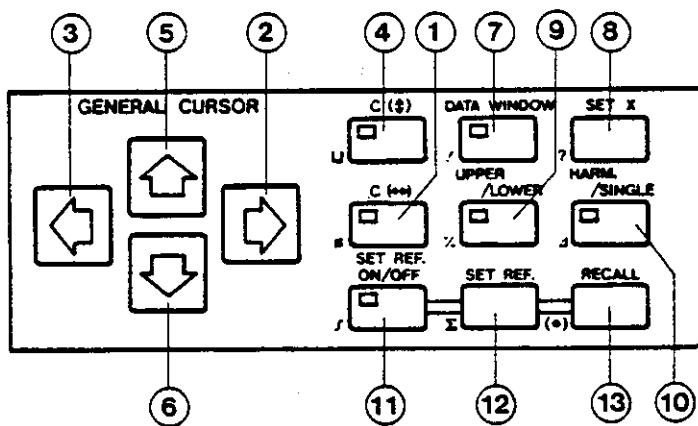 3 5 2 4 1 9 7 8
GENERAL CURSOR C (⇕) DATA WINDOW SET X
⊔ / ?
UPPER /LOWER HARM. /SINGLE
C (↔)
% ⊿
SET REF. ON/OFF SET REF. RECALL
∫ Σ (*)
6 11 12 13 10